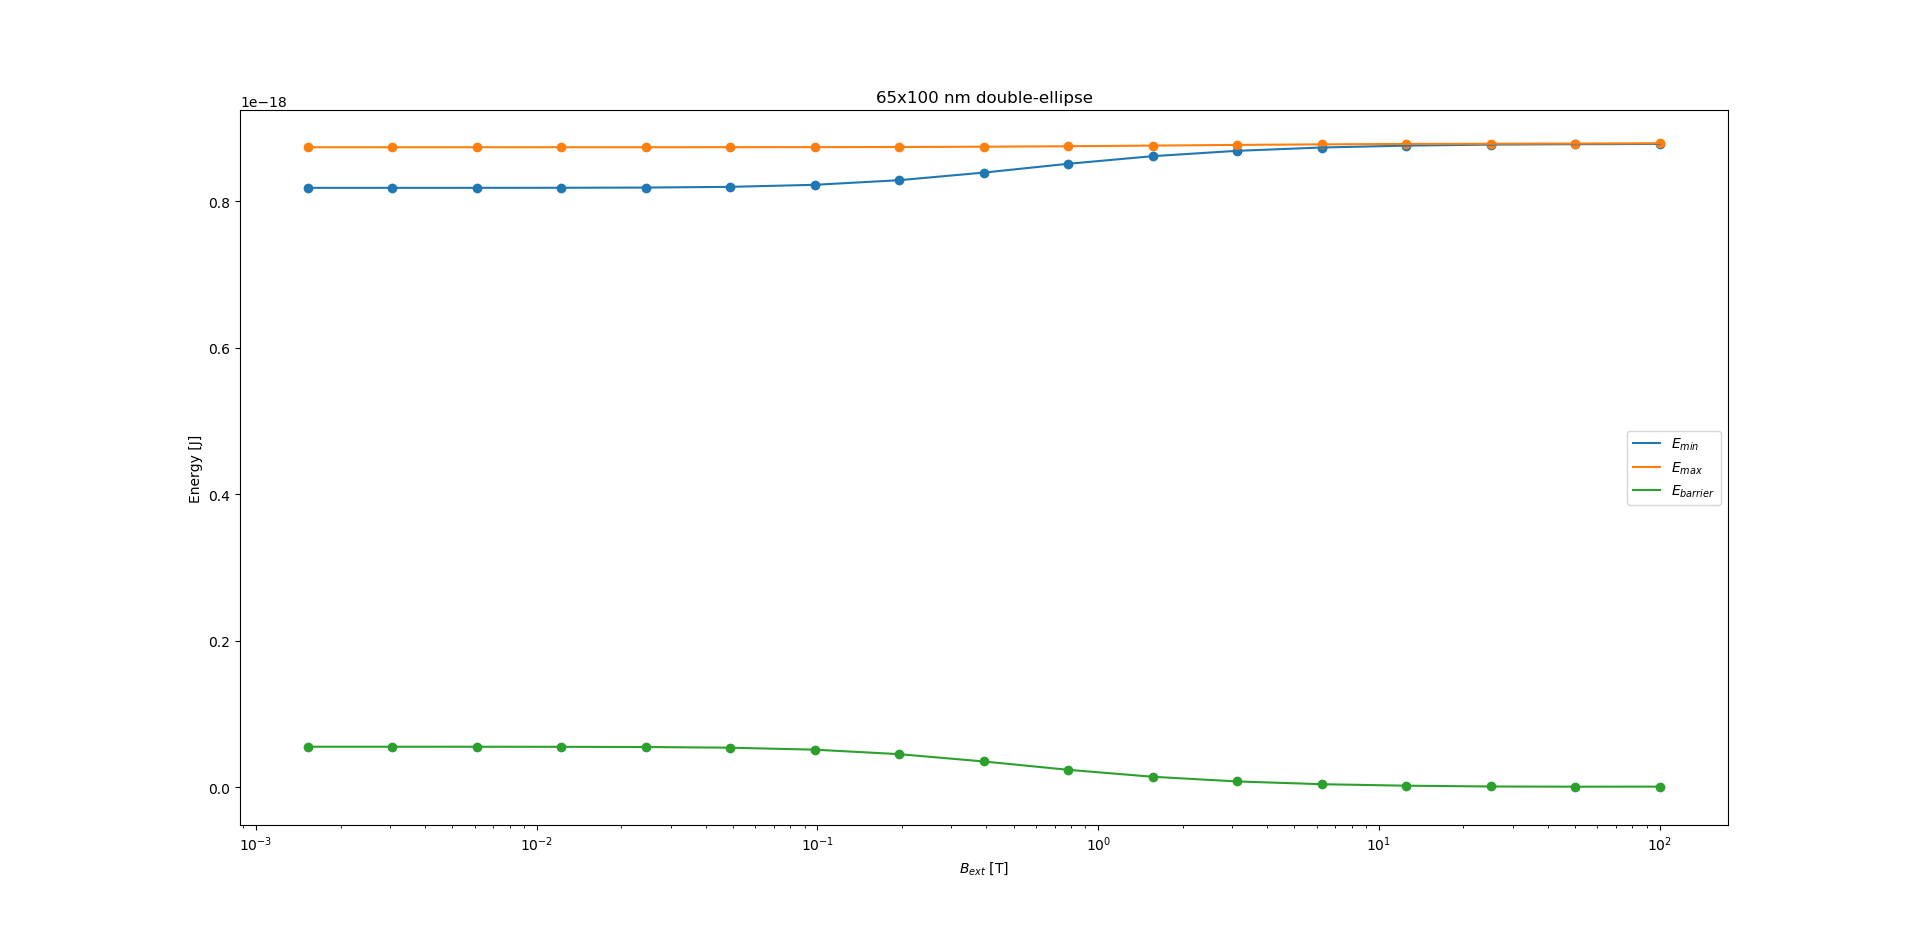 65x100 nm double-ellipse
1e−18
0.8
0.6
0.4
0.2
0.0
Energy [J]
E_min
E_max
E_barrier
10^−3
10^−2
10^−1
10^0
10^1
10^2
B_ext [T]